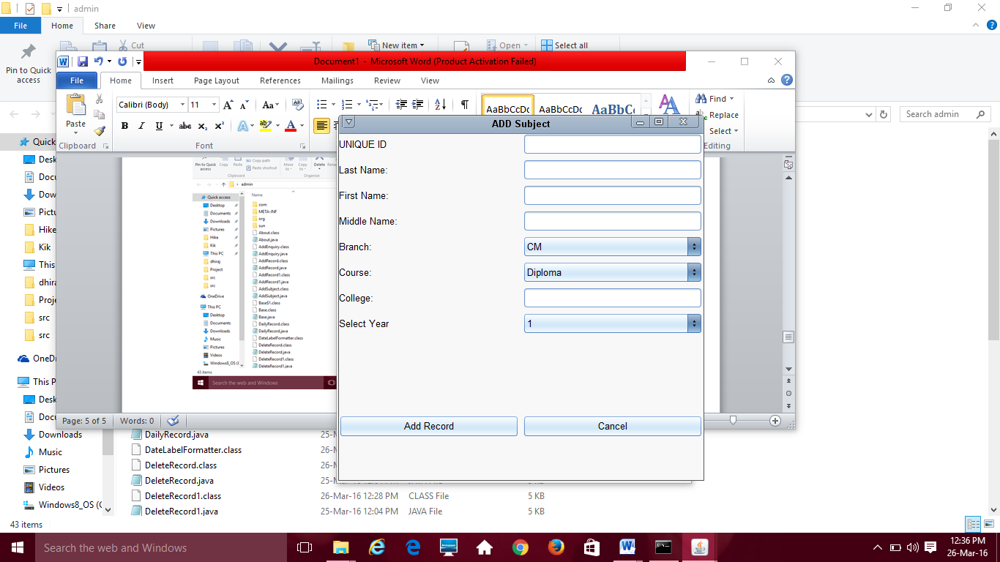 admin
File Home Share View
Cut
New item
Open
Select all
Pin to Quick access
Document1 - Microsoft Word (Product Activation Failed)
File Home Insert Page Layout References Mailings Review View
Calibri (Body) 11
Find
Replace
Select
Paste
Clipboard
Font
Editing
Search admin
AaBbCcDc AaBbCcDc AaBbC
ADD Subject
UNIQUE ID
Last Name:
First Name:
Middle Name:
Branch: CM
Course: Diploma
College:
Select Year 1
Add Record Cancel
Quick
Desk
Docu
Dow
Pictu
Hike
Kik
This
dhira
Proje
src
src
OneDri
This P
Desk
Docu
Downloads
Music
Pictures
Videos
Windows8_OS (C
Pin to Quick access
Copy
Paste
Copy path
Paste shortcut
Clipboard
Move to
Copy to
Delete
Organize
admin
Quick access
Desktop
Documents
Downloads
Pictures
Hike
Kik
This PC
dhiraj
Project
src
src
OneDrive
This PC
Desktop
Documents
Downloads
Music
Pictures
Videos
Windows8_OS (
Name
com
META-INF
org
sun
About.class
About.java
AddEnquiry.class
AddEnquiry.java
AddRecord.class
AddRecord.java
AddRecord1.class
AddRecord1.java
AddSubject.class
AddSubject.java
Base$1.class
Base.class
Base.java
DailyRecord.class
DailyRecord.java
DateLabelFormatter.class
DeleteRecord.class
DeleteRecord.java
DeleteRecord1.class
DeleteRecord1.java
43 items
Search the web and Windows
Page: 5 of 5 Words: 0
DailyRecord.java 25-M
DateLabelFormatter.class 26-M
DeleteRecord.class 26-M
DeleteRecord.java
DeleteRecord1.class 26-Mar-16 12:28 PM CLASS File 5 KB
DeleteRecord1.java 25-Mar-16 12:04 PM JAVA File 5 KB
43 items
Search the web and Windows
12:36 PM
26-Mar-16